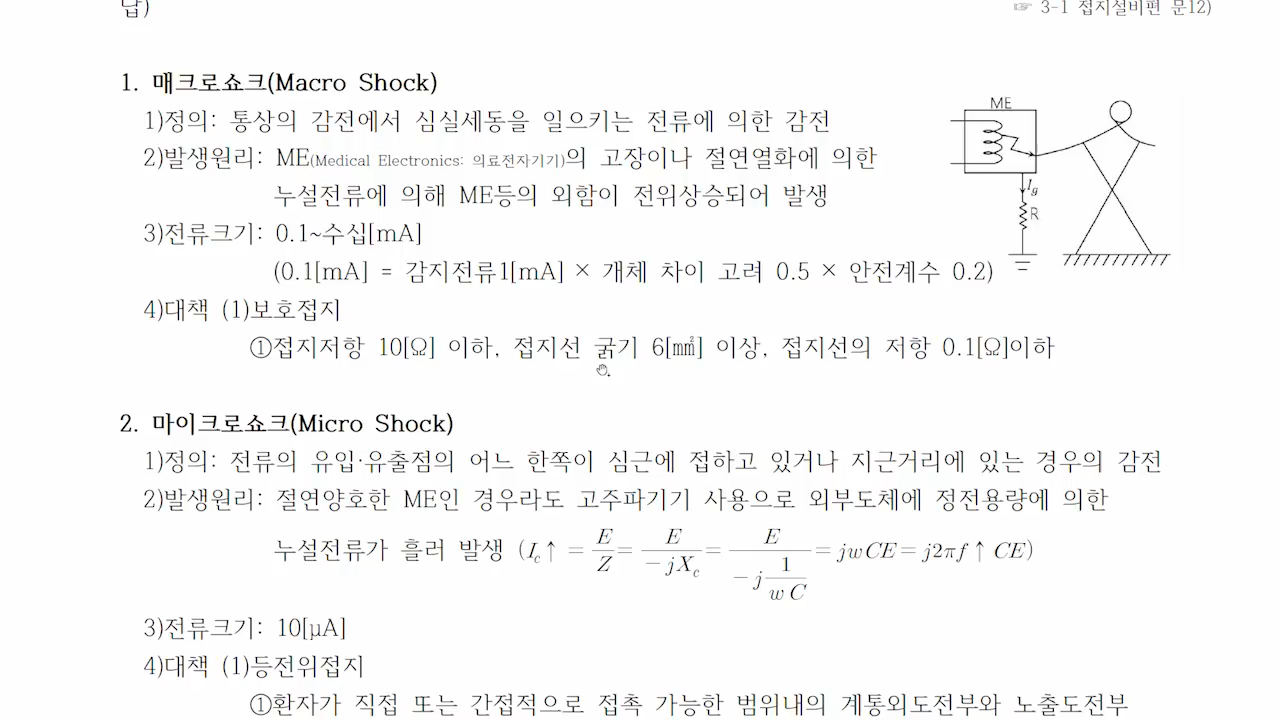 답)
☞ 3-1 접지설비편 문12)
1. 매크로쇼크(Macro Shock)
1)정의: 통상의 감전에서 심실세동을 일으키는 전류에 의한 감전
2)발생원리: ME(Medical Electronics: 의료전자기기)의 고장이나 절연열화에 의한
누설전류에 의해 ME등의 외함이 전위상승되어 발생
3)전류크기: 0.1~수십[mA]
(0.1[mA] = 감지전류1[mA] × 개체 차이 고려 0.5 × 안전계수 0.2)
4)대책 (1)보호접지
①접지저항 10[Ω] 이하, 접지선 굵기 6[㎟] 이상, 접지선의 저항 0.1[Ω]이하
ME
I_g
R
2. 마이크로쇼크(Micro Shock)
1)정의: 전류의 유입·유출점의 어느 한쪽이 심근에 접하고 있거나 지근거리에 있는 경우의 감전
2)발생원리: 절연양호한 ME인 경우라도 고주파기기 사용으로 외부도체에 정전용량에 의한
누설전류가 흘러 발생 (I_c↑ = E/Z = E/(-jX_c) = E/(-j 1/(wC)) = jwCE = j2πf↑CE)
3)전류크기: 10[μA]
4)대책 (1)등전위접지
①환자가 직접 또는 간접적으로 접촉 가능한 범위내의 계통외도전부와 노출도전부